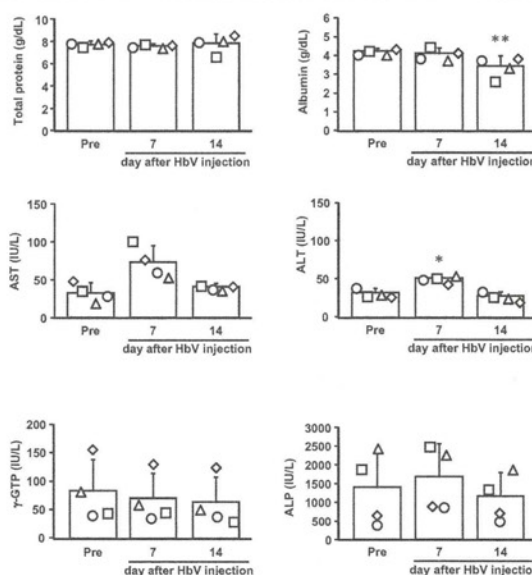 Total protein (g/dL)
10
8
6
4
2
0
Pre
7
14
day after HbV injection
Albumin (g/dL)
6
5
4
3
2
1
0
**
Pre
7
14
day after HbV injection
AST (IU/L)
150
100
50
0
Pre
7
14
day after HbV injection
ALT (IU/L)
150
100
50
0
*
Pre
7
14
day after HbV injection
γ-GTP (IU/L)
200
150
100
50
0
Pre
7
14
day after HbV injection
ALP (IU/L)
3000
2500
2000
1500
1000
500
0
Pre
7
14
day after HbV injection